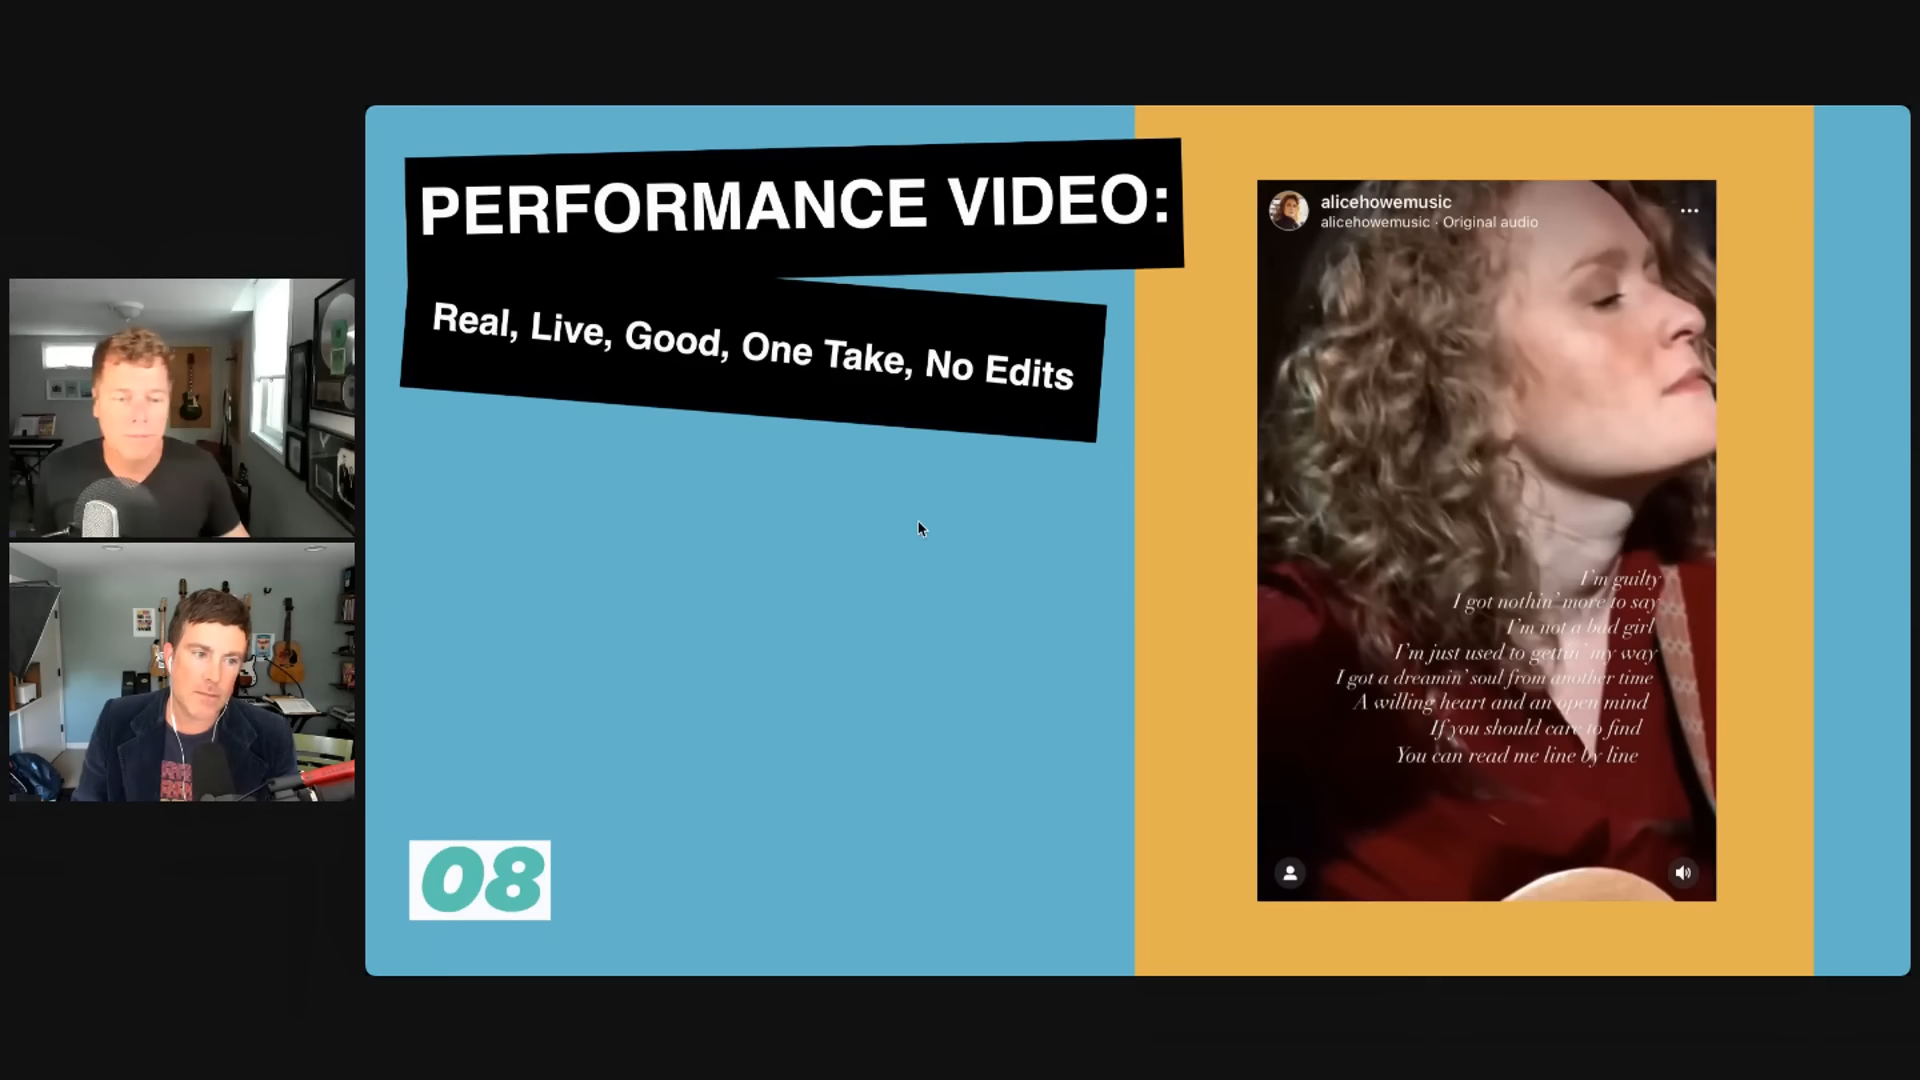 PERFORMANCE VIDEO:
Real, Live, Good, One Take, No Edits
08
alicehowemusic
alicehowemusic · Original audio
I'm guilty
I got nothin' more to say
I'm not a bad girl
I'm just used to gettin' my way
I got a dreamin' soul from another time
A willing heart and an open mind
If you should care to find
You can read me line by line